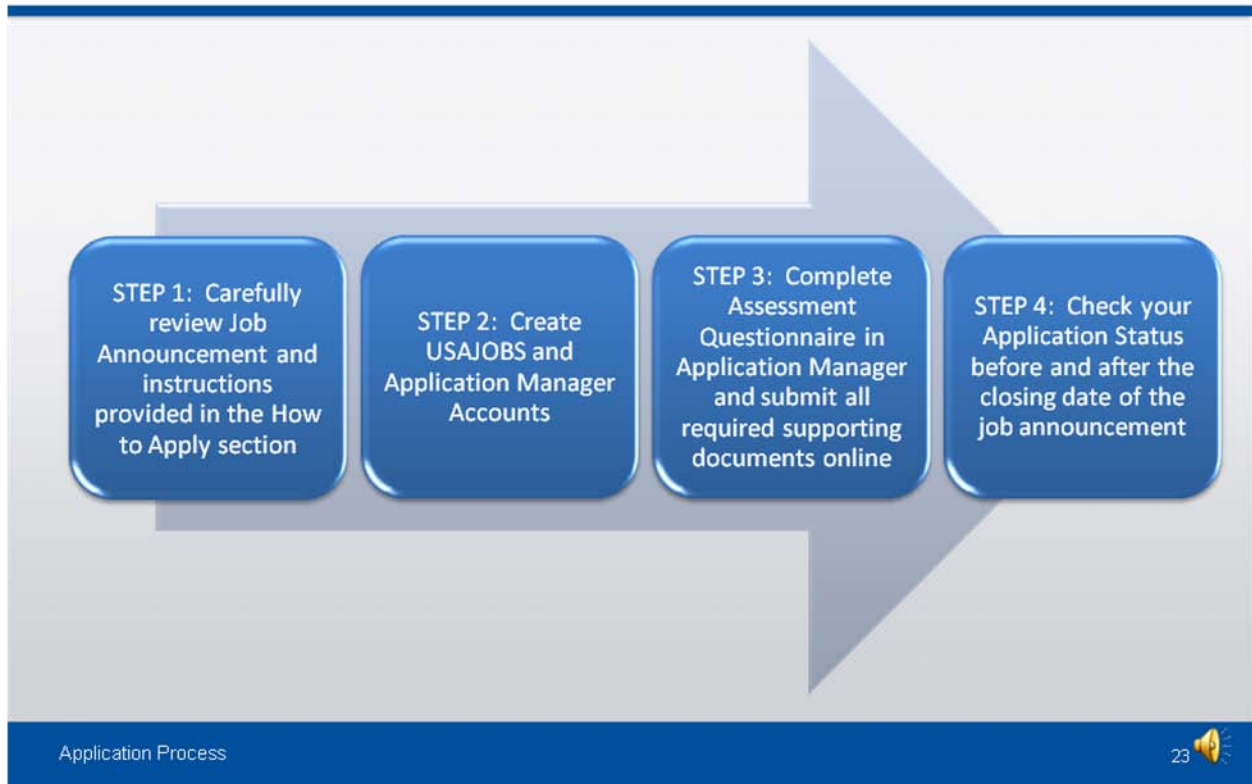 STEP 1:  Carefully
review Job
Announcement and
instructions
provided in the How
to Apply section
STEP 2:  Create
USAJOBS and
Application Manager
Accounts
STEP 3:  Complete
Assessment
Questionnaire in
Application Manager
and submit all
required supporting
documents online
STEP 4:  Check your
Application Status
before and after the
closing date of the
job announcement
Application Process
23